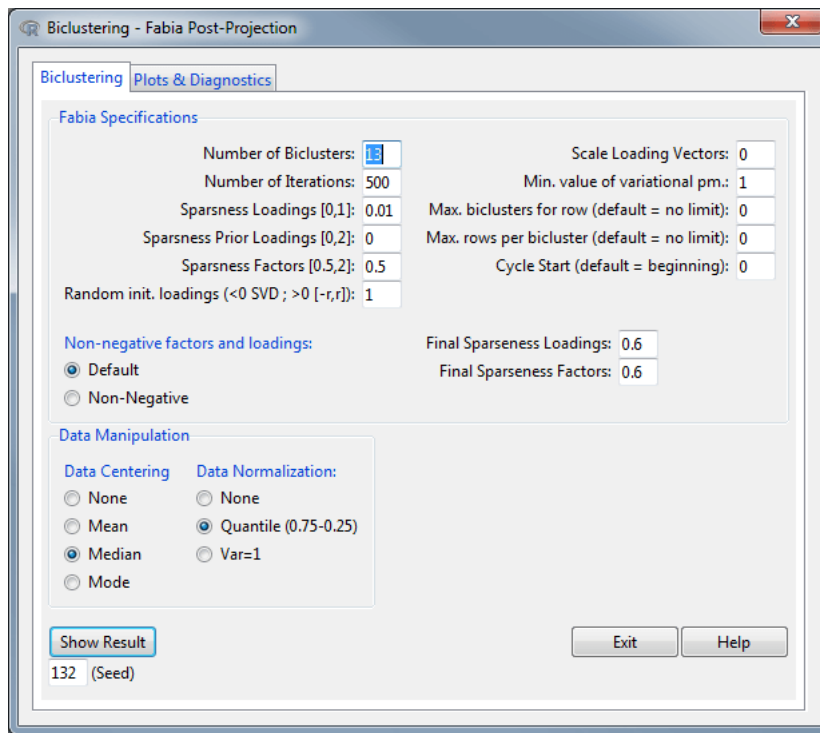 Biclustering - Fabia Post-Projection
Biclustering Plots & Diagnostics
Fabia Specifications
Number of Biclusters: 13 Scale Loading Vectors: 0
Number of Iterations: 500 Min. value of variational pm.: 1
Sparsness Loadings [0,1]: 0.01 Max. biclusters for row (default = no limit): 0
Sparsness Prior Loadings [0,2]: 0 Max. rows per bicluster (default = no limit): 0
Sparsness Factors [0.5,2]: 0.5 Cycle Start (default = beginning): 0
Random init. loadings (<0 SVD ; >0 [-r,r]): 1
Non-negative factors and loadings: Final Sparseness Loadings: 0.6
Default Final Sparseness Factors: 0.6
Non-Negative
Data Manipulation
Data Centering Data Normalization:
None None
Mean Quantile (0.75-0.25)
Median Var=1
Mode
Show Result Exit Help
132 (Seed)